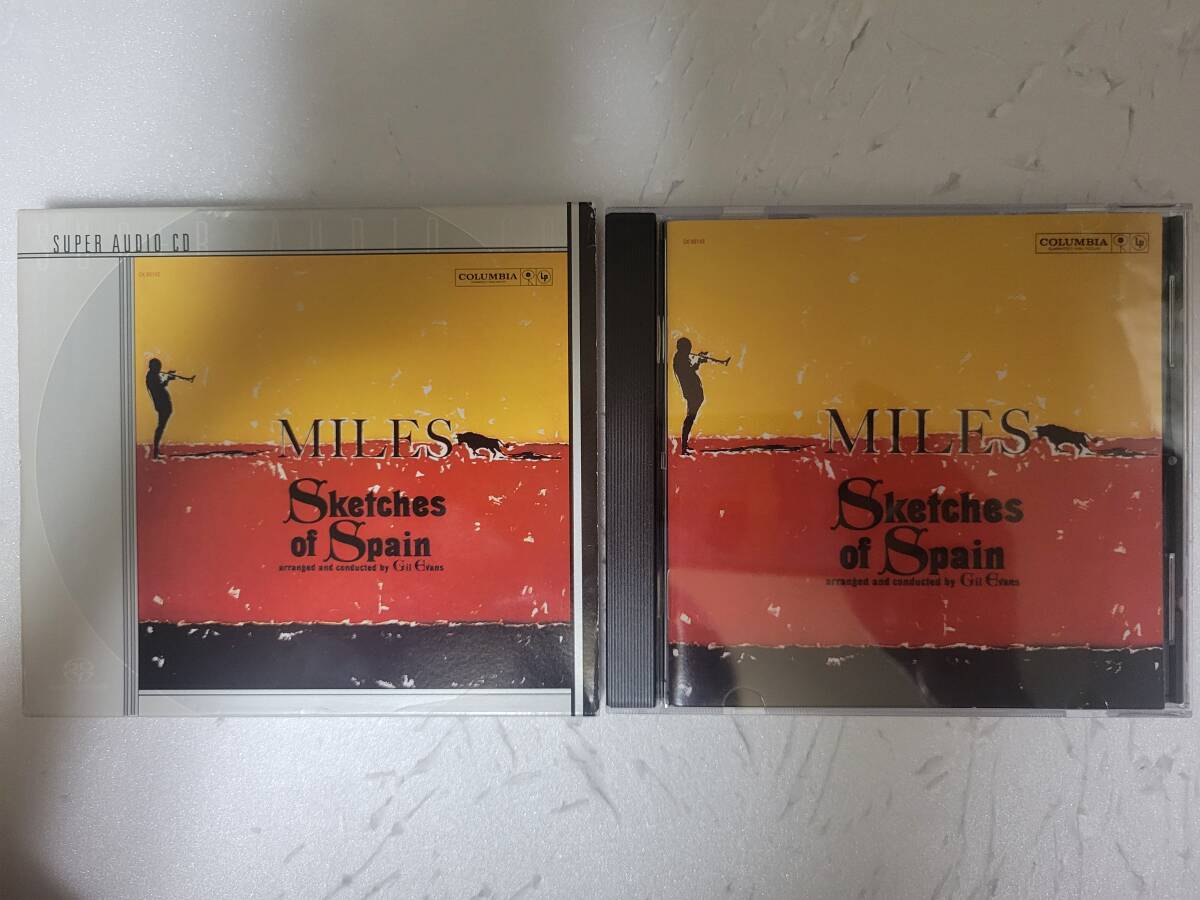 SUPER AUDIO CD
COLUMBIA
MILES
Sketches
of Spain
arranged and conducted by Gil Evans
COLUMBIA
MILES
Sketches
of Spain
arranged and conducted by Gil Evans